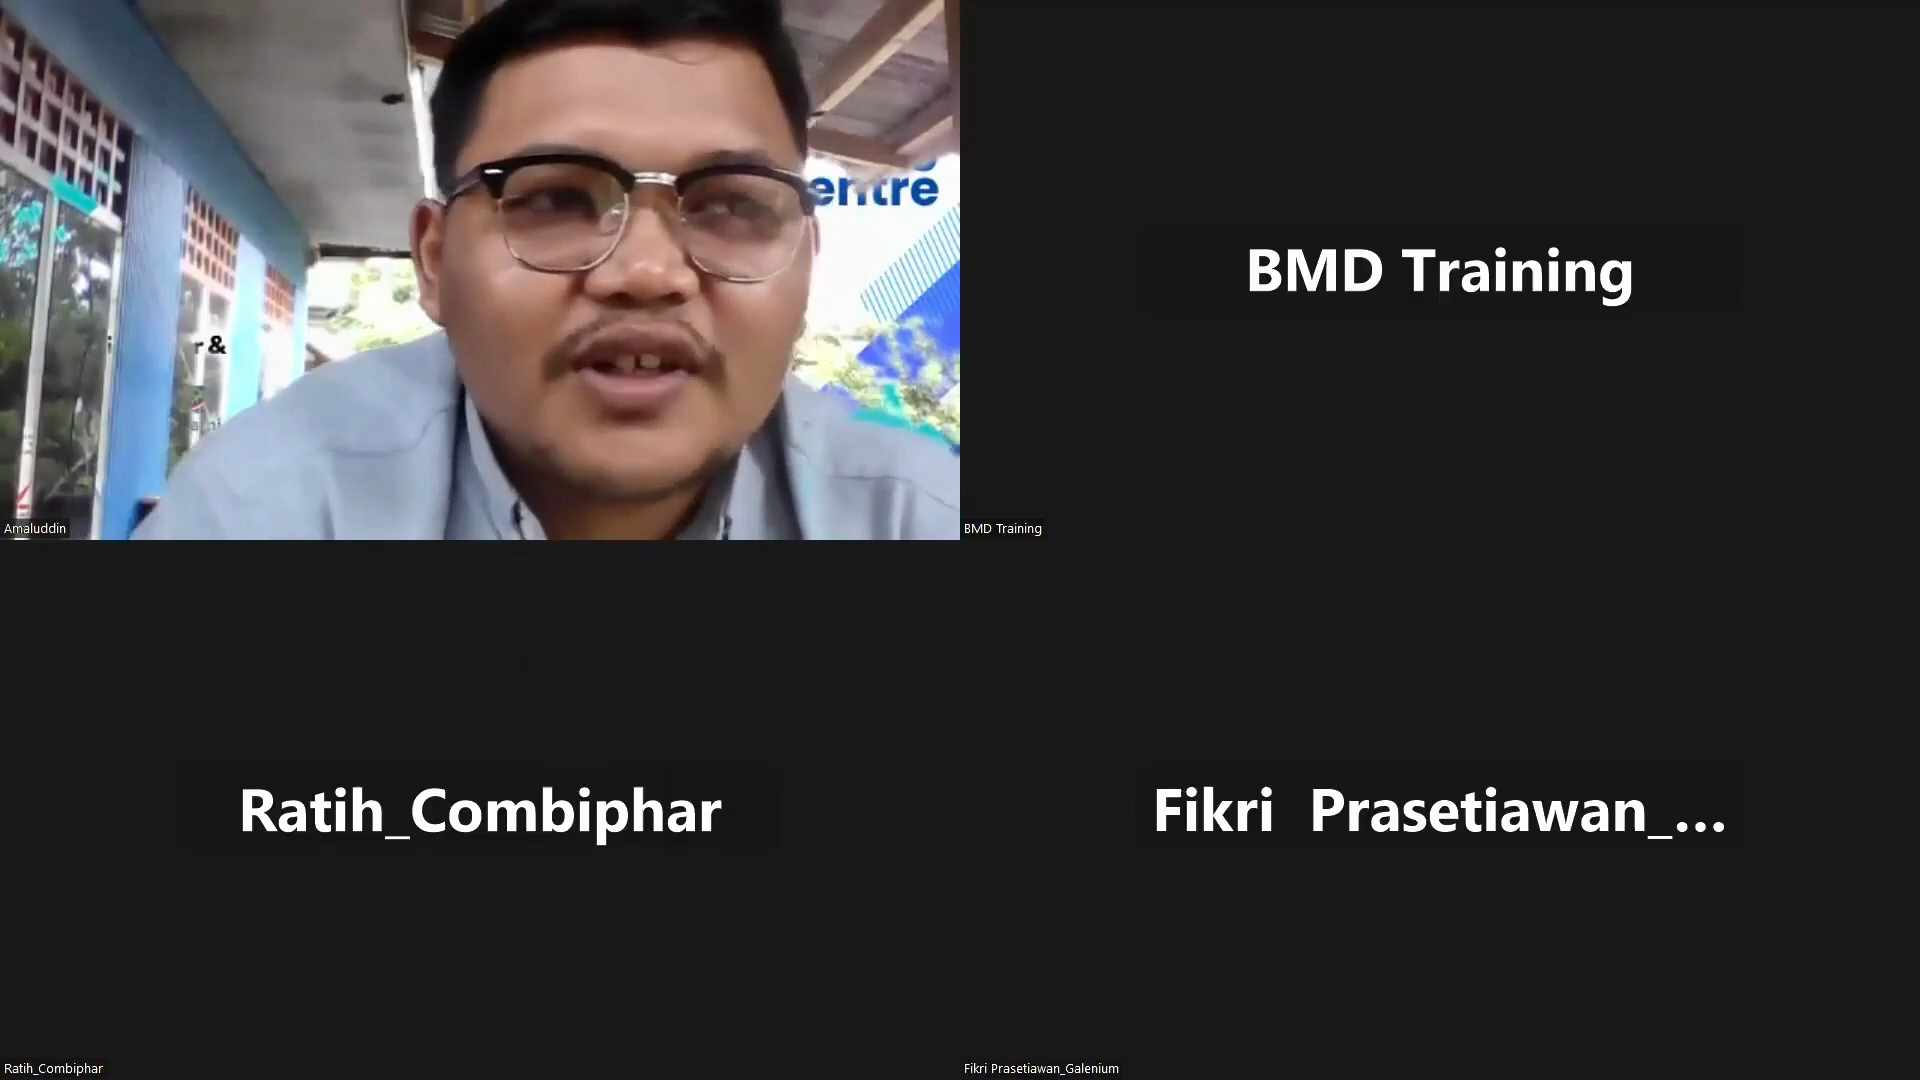 entre
r &
Amaluddin
BMD Training
BMD Training
Ratih_Combiphar
Fikri Prasetiawan_...
Ratih_Combiphar
Fikri Prasetiawan_Galenium